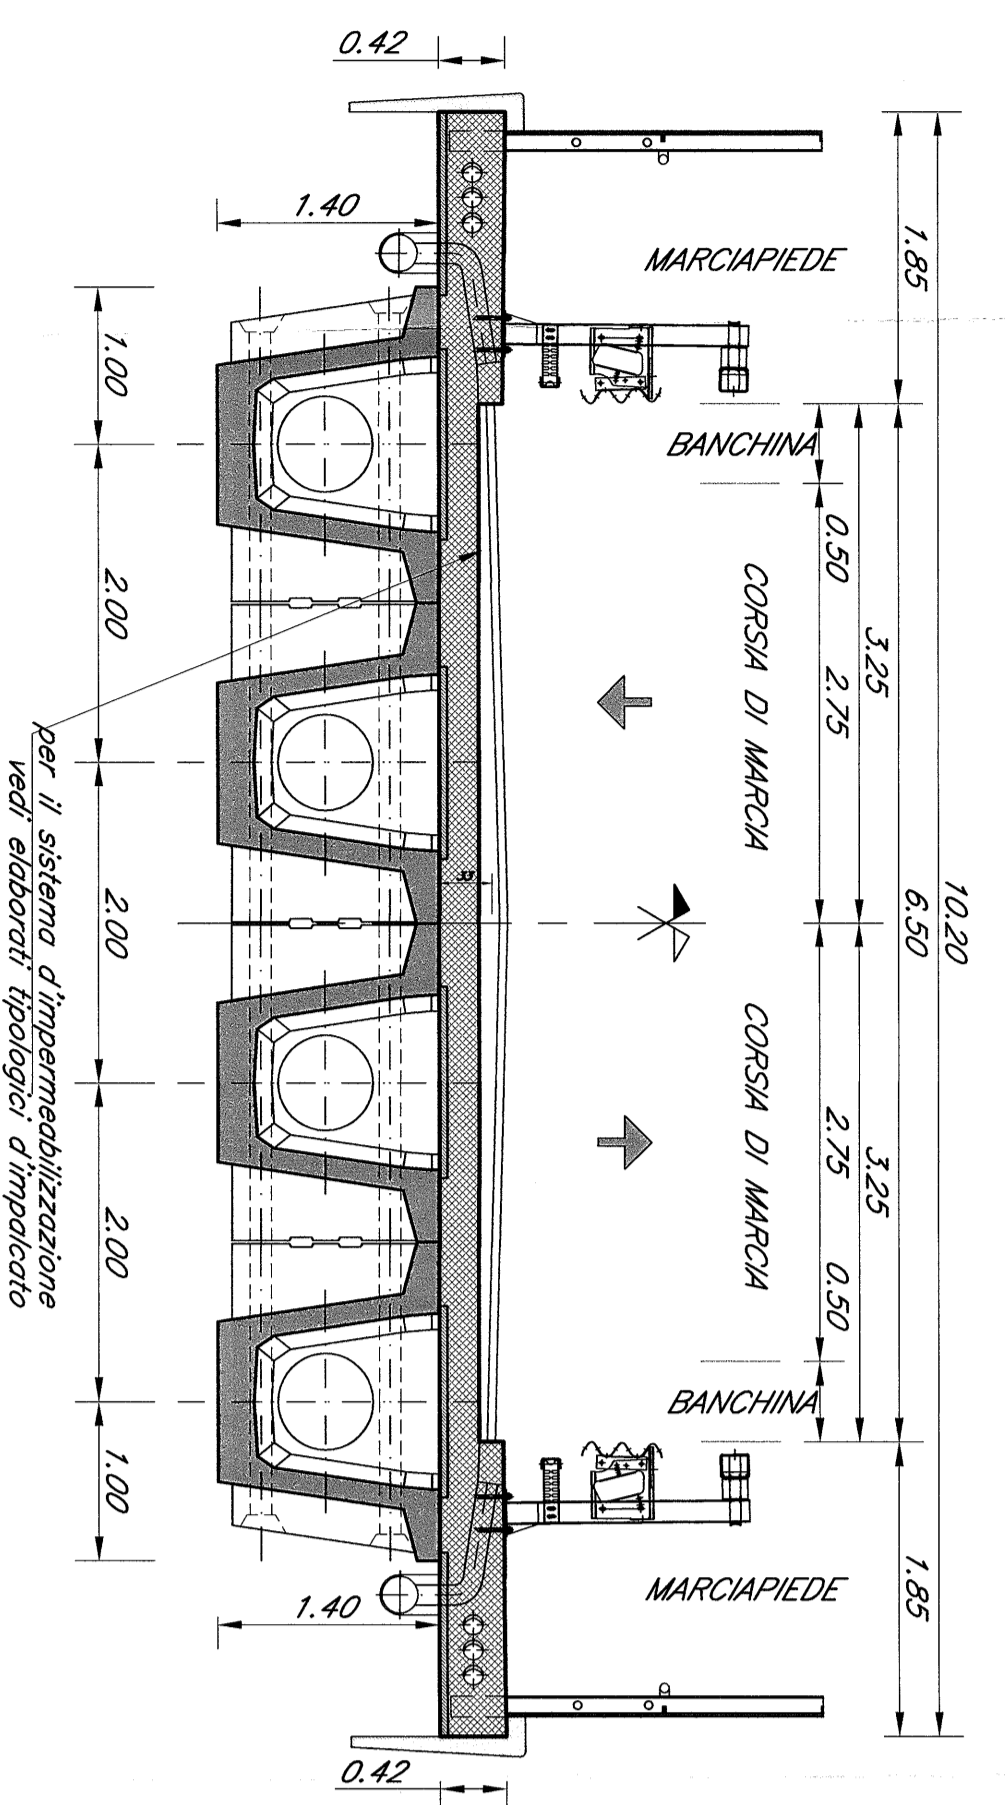 10.20
1.85
6.50
1.85
3.25
3.25
0.50
2.75
2.75
0.50
MARCIAPIEDE
BANCHINA
CORSIA DI MARCIA
CORSIA DI MARCIA
BANCHINA
MARCIAPIEDE
0.42
0.42
1.40
1.40
1.00
2.00
2.00
2.00
1.00
per il sistema d'impermeabilizzazione
vedi elaborati tipologici d'impalcato